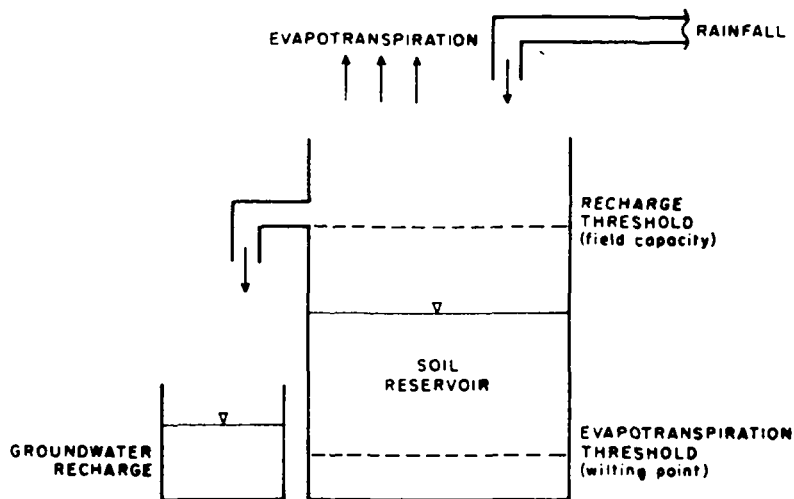 EVAPOTRANSPIRATION
RAINFALL
RECHARGE
THRESHOLD
(field capacity)
SOIL
RESERVOIR
EVAPOTRANSPIRATION
THRESHOLD
(wilting point)
GROUNDWATER
RECHARGE